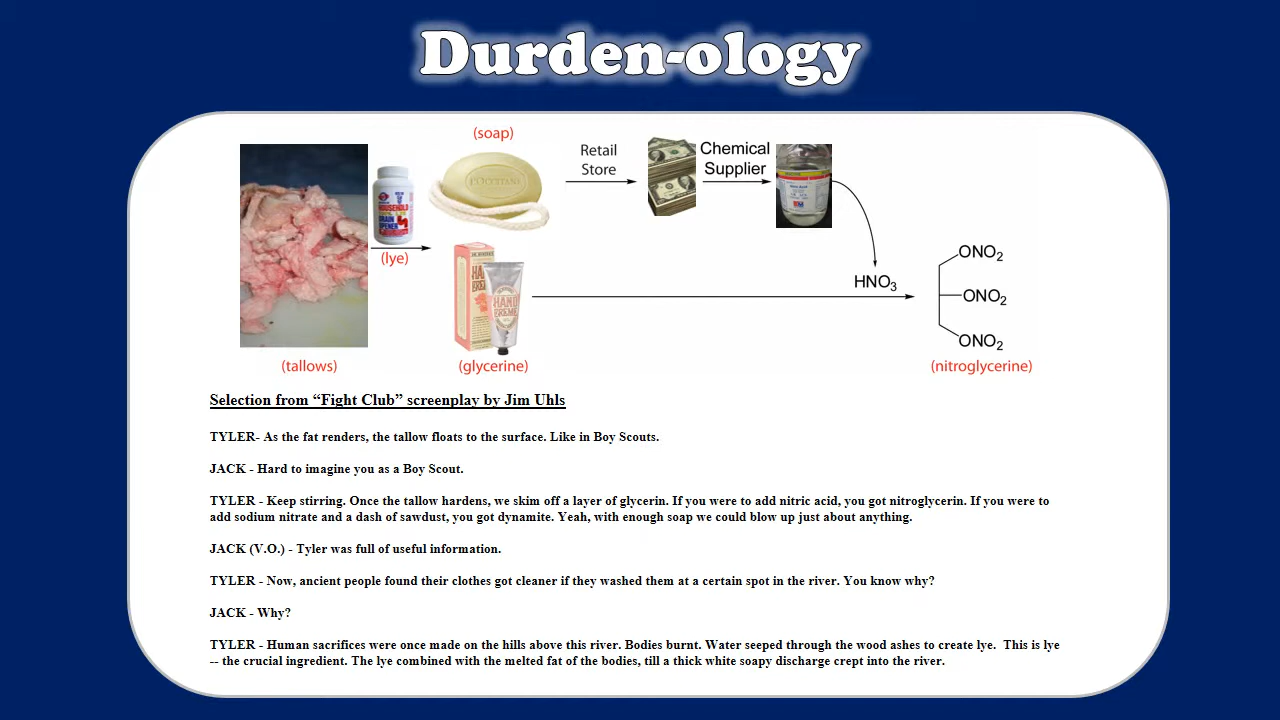 Durden-ology
(soap)
Retail
Store
Chemical
Supplier
L'OCCITANE
HOUSEHOLD
DRAIN
OPENER
(lye)
HAND
CREME
HNO3
ONO2
ONO2
ONO2
(tallows)
(glycerine)
(nitroglycerine)
Selection from “Fight Club” screenplay by Jim Uhls
TYLER- As the fat renders, the tallow floats to the surface. Like in Boy Scouts.
JACK - Hard to imagine you as a Boy Scout.
TYLER - Keep stirring. Once the tallow hardens, we skim off a layer of glycerin. If you were to add nitric acid, you got nitroglycerin. If you were to
add sodium nitrate and a dash of sawdust, you got dynamite. Yeah, with enough soap we could blow up just about anything.
JACK (V.O.) - Tyler was full of useful information.
TYLER - Now, ancient people found their clothes got cleaner if they washed them at a certain spot in the river. You know why?
JACK - Why?
TYLER - Human sacrifices were once made on the hills above this river. Bodies burnt. Water seeped through the wood ashes to create lye.  This is lye
-- the crucial ingredient. The lye combined with the melted fat of the bodies, till a thick white soapy discharge crept into the river.